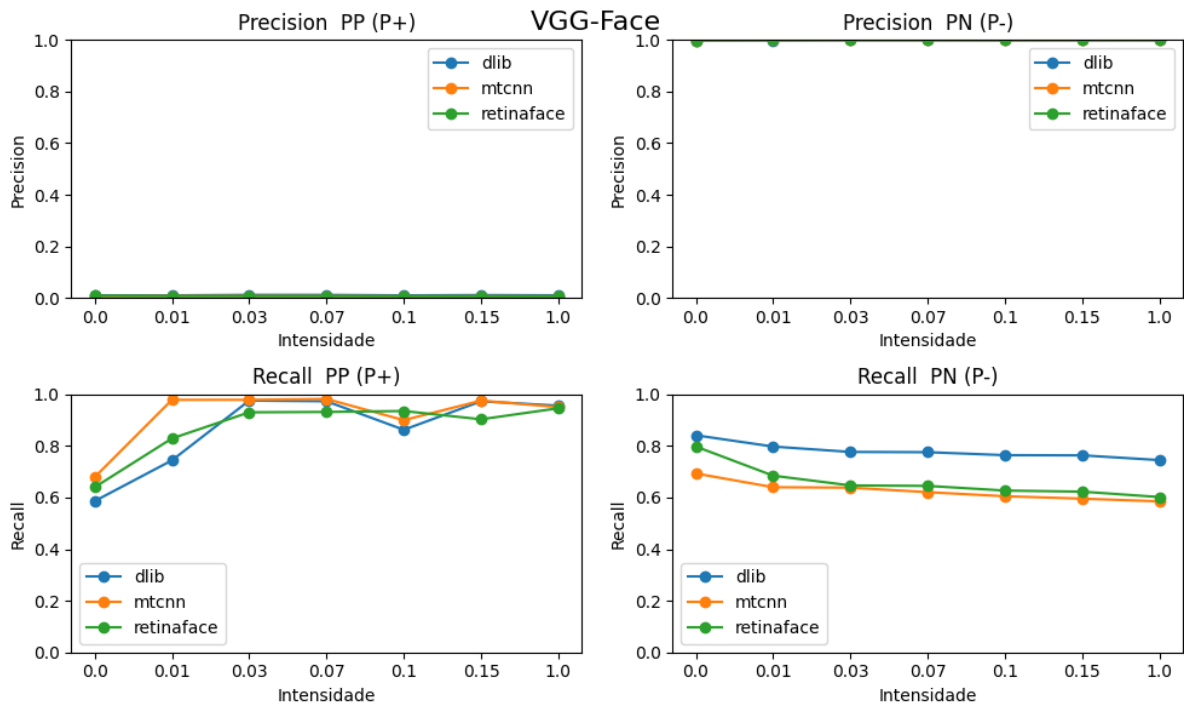 VGG-Face
Precision PP (P+)
1.0
0.8
0.6
0.4
0.2
0.0
Precision
dlib
mtcnn
retinaface
0.0 0.01 0.03 0.07 0.1 0.15 1.0
Intensidade
Precision PN (P-)
1.0
0.8
0.6
0.4
0.2
0.0
Precision
dlib
mtcnn
retinaface
0.0 0.01 0.03 0.07 0.1 0.15 1.0
Intensidade
Recall PP (P+)
1.0
0.8
0.6
0.4
0.2
0.0
Recall
dlib
mtcnn
retinaface
0.0 0.01 0.03 0.07 0.1 0.15 1.0
Intensidade
Recall PN (P-)
1.0
0.8
0.6
0.4
0.2
0.0
Recall
dlib
mtcnn
retinaface
0.0 0.01 0.03 0.07 0.1 0.15 1.0
Intensidade